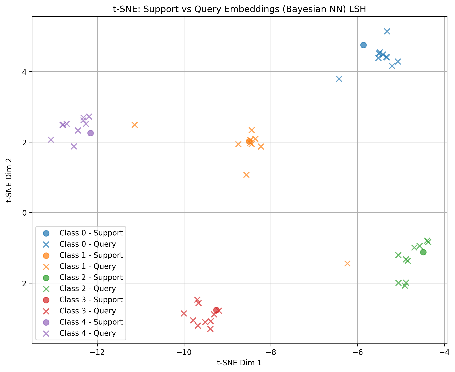 t-SNE: Support vs Query Embeddings (Bayesian NN) LSH
t-SNE Dim 2
4
2
0
2
Class 0 - Support
Class 0 - Query
Class 1 - Support
Class 1 - Query
Class 2 - Support
Class 2 - Query
Class 3 - Support
Class 3 - Query
Class 4 - Support
Class 4 - Query
−12 −10 −8 −6 −4
t-SNE Dim 1